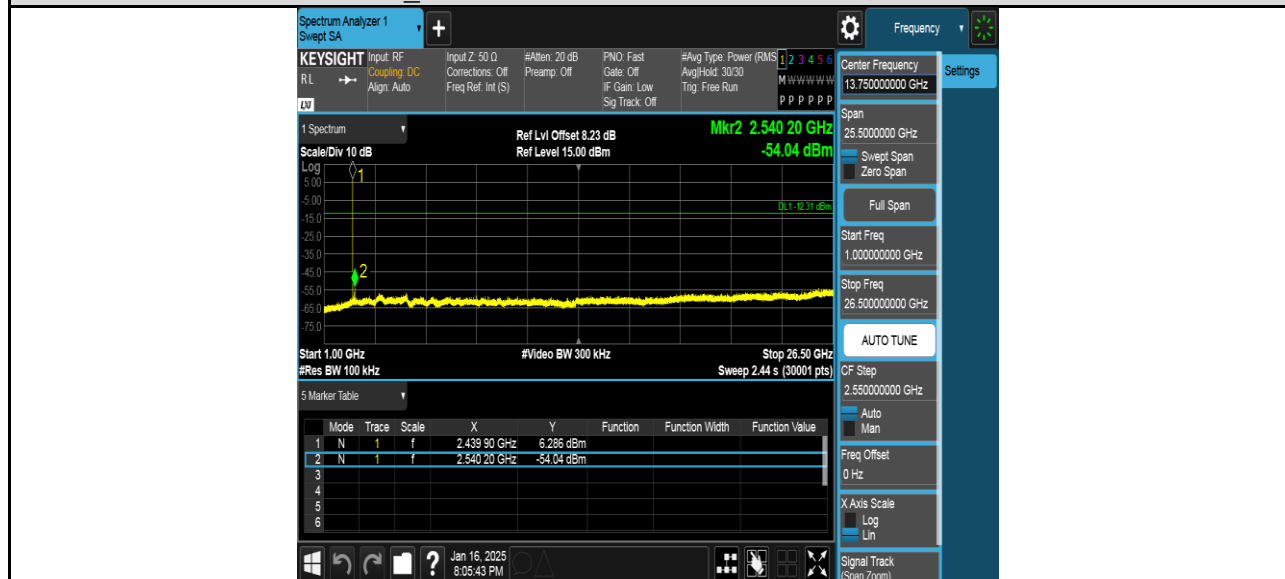 Spectrum Analyzer 1
Swept SA
+
Frequency
KEYSIGHT
RL
LXI
Input: RF
Coupling: DC
Align: Auto
Input Z: 50 Ω
Corrections: Off
Freq Ref: Int (S)
#Atten: 20 dB
Preamp: Off
PNO: Fast
Gate: Off
IF Gain: Low
Sig Track: Off
#Avg Type: Power (RMS
Avg|Hold: 30/30
Trig: Free Run
1 2 3 4 5 6
M W W W W W
P P P P P P
Center Frequency
13.750000000 GHz
Settings
1 Spectrum
Ref Lvl Offset 8.23 dB
Mkr2 2.540 20 GHz
Scale/Div 10 dB
Ref Level 15.00 dBm
-54.04 dBm
Log
1
5.00
-5.00
DL1 -12.31 dBm
-15.0
-25.0
-35.0
-45.0
2
-55.0
-65.0
-75.0
Start 1.00 GHz
#Video BW 300 kHz
Stop 26.50 GHz
#Res BW 100 kHz
Sweep 2.44 s (30001 pts)
Span
25.5000000 GHz
Swept Span
Zero Span
Full Span
Start Freq
1.000000000 GHz
Stop Freq
26.500000000 GHz
AUTO TUNE
CF Step
2.550000000 GHz
Auto
Man
Freq Offset
0 Hz
X Axis Scale
Log
Lin
Signal Track
(Span Zoom)
5 Marker Table
Mode Trace Scale X Y Function Function Width Function Value
1 N 1 f 2.439 90 GHz 6.286 dBm
2 N 1 f 2.540 20 GHz -54.04 dBm
3
4
5
6
?
Jan 16, 2025
8:05:43 PM